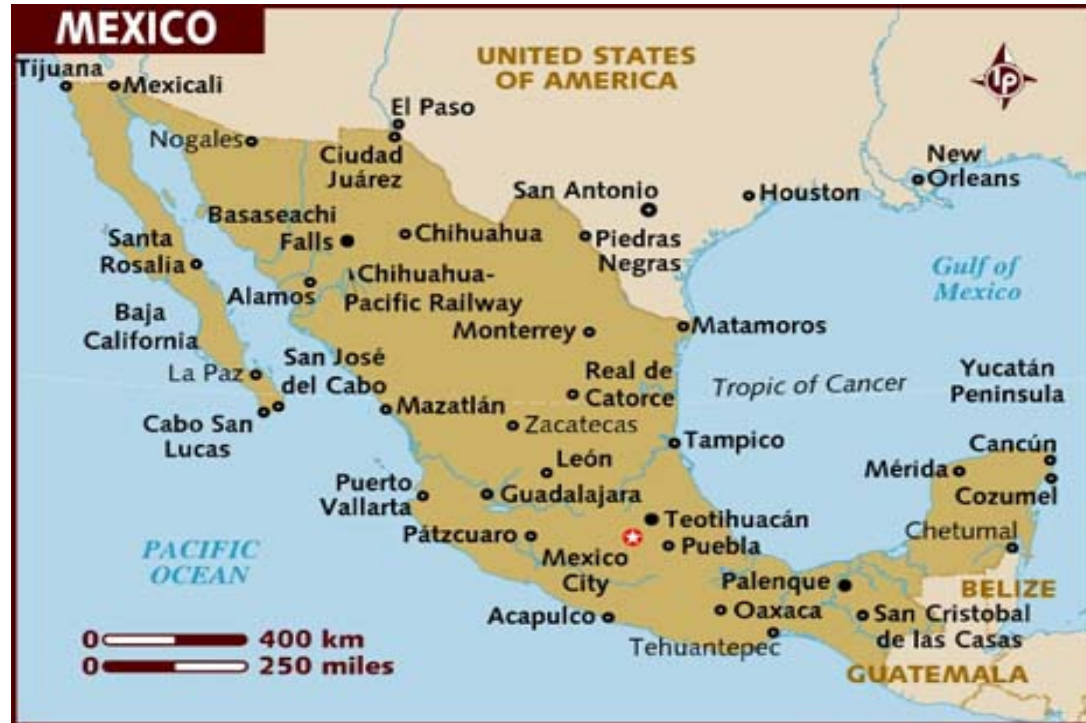 MEXICO
UNITED STATES
OF AMERICA
lp
Tijuana
Mexicali
El Paso
Nogales
Ciudad
Juárez
New
Orleans
San Antonio
Houston
Basaseachi
Falls
Chihuahua
Piedras
Negras
Santa
Rosalia
Gulf of
Mexico
Alamos
Chihuahua-
Pacific Railway
Baja
California
Monterrey
Matamoros
San José
del Cabo
La Paz
Real de
Catorce
Tropic of Cancer
Yucatán
Peninsula
Cabo San
Lucas
Mazatlán
Zacatecas
Tampico
Cancún
León
Mérida
Puerto
Vallarta
Guadalajara
Cozumel
Pátzcuaro
Teotihuacán
Chetumal
Puebla
PACIFIC
OCEAN
Mexico
City
Palenque
BELIZE
Acapulco
Oaxaca
San Cristobal
de las Casas
Tehuantepec
GUATEMALA
0 400 km
0 250 miles